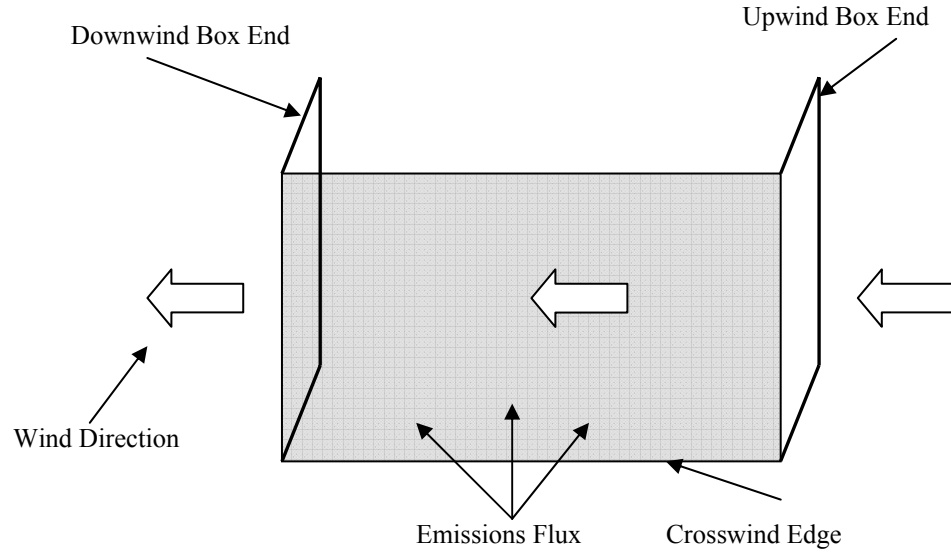 Upwind Box End
Downwind Box End
Wind Direction
Emissions Flux
Crosswind Edge